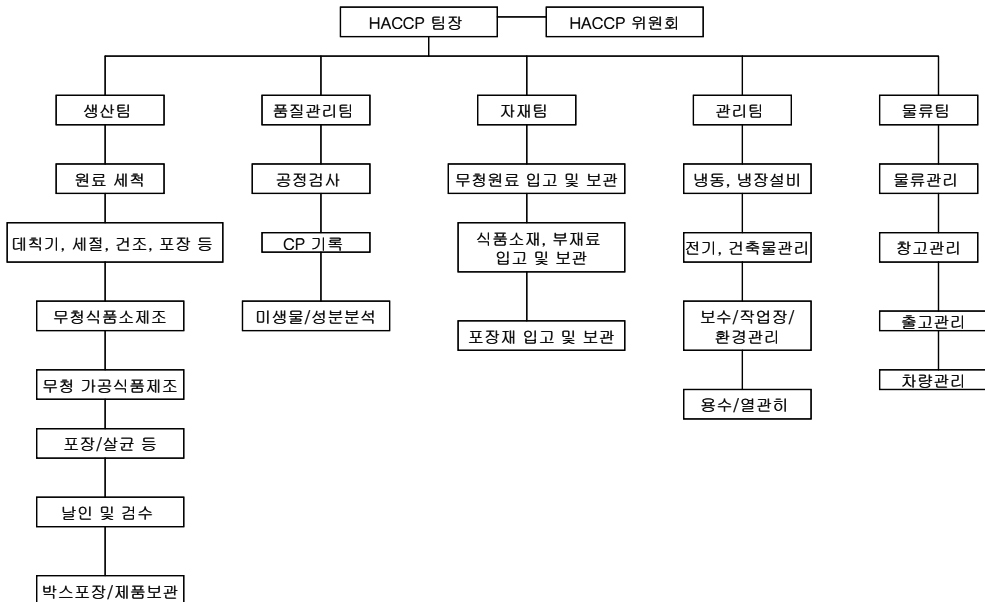 HACCP 팀장
HACCP 위원회
생산팀
원료 세척
데칙기, 세절, 건조, 포장 등
무청식품소제조
무청 가공식품제조
포장/살균 등
날인 및 검수
박스포장/제품보관
품질관리팀
공정검사
CP 기록
미생물/성분분석
자재팀
무청원료 입고 및 보관
식품소재, 부재료
입고 및 보관
포장재 입고 및 보관
관리팀
냉동, 냉장설비
전기, 건축물관리
보수/작업장/
환경관리
용수/열관히
물류팀
물류관리
창고관리
출고관리
차량관리